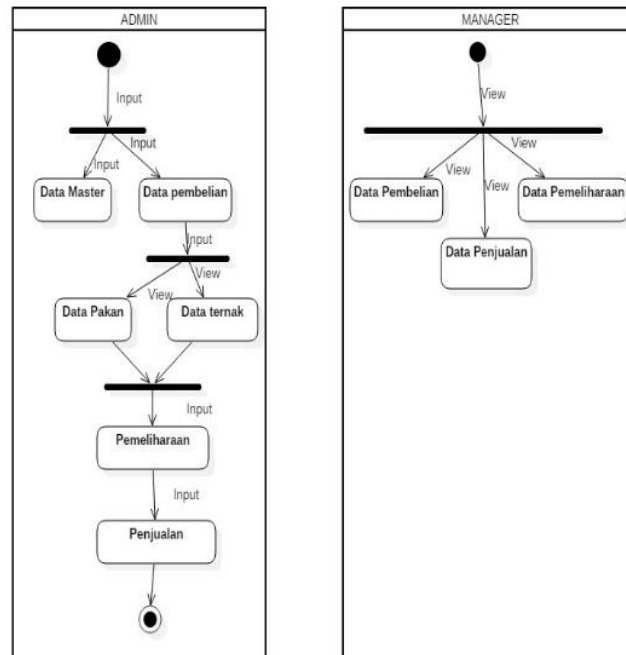 ADMIN
Input
Input
Input
Data Master
Data pembelian
Input
View
View
Data Pakan
Data ternak
Input
Pemeliharaan
Input
Penjualan
MANAGER
View
View
View
View
Data Pembelian
Data Pemeliharaan
Data Penjualan